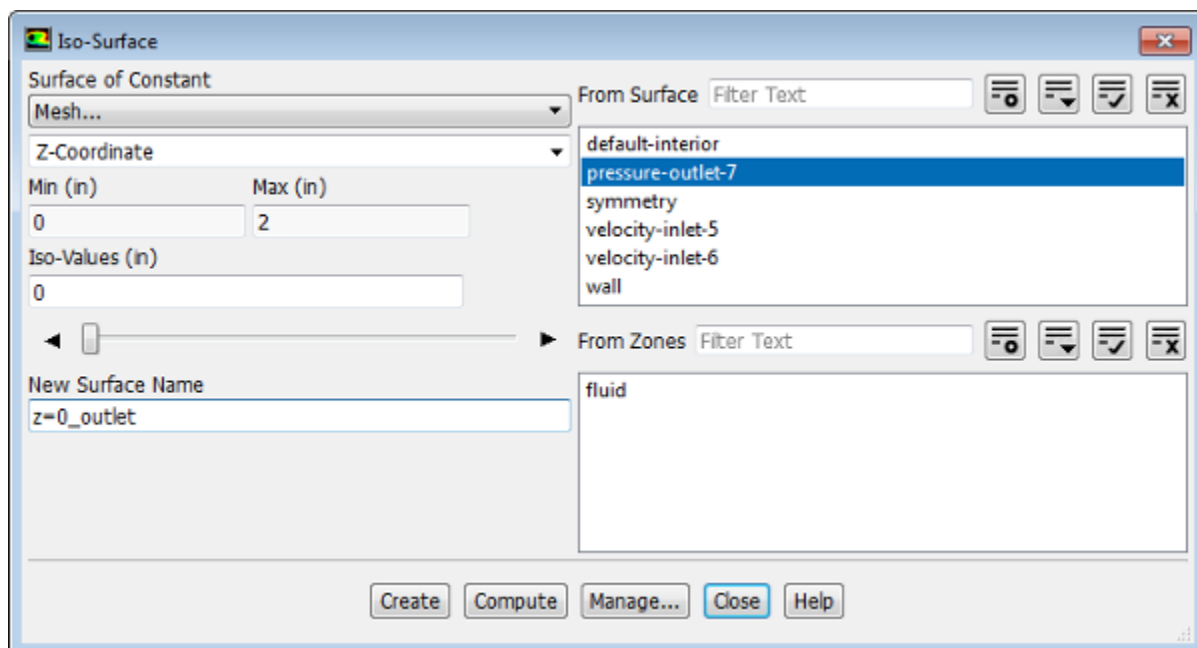 Iso-Surface
Surface of Constant
Mesh...
Z-Coordinate
Min (in) Max (in)
0 2
Iso-Values (in)
0
New Surface Name
z=0_outlet
From Surface Filter Text
default-interior
pressure-outlet-7
symmetry
velocity-inlet-5
velocity-inlet-6
wall
From Zones Filter Text
fluid
Create Compute Manage... Close Help